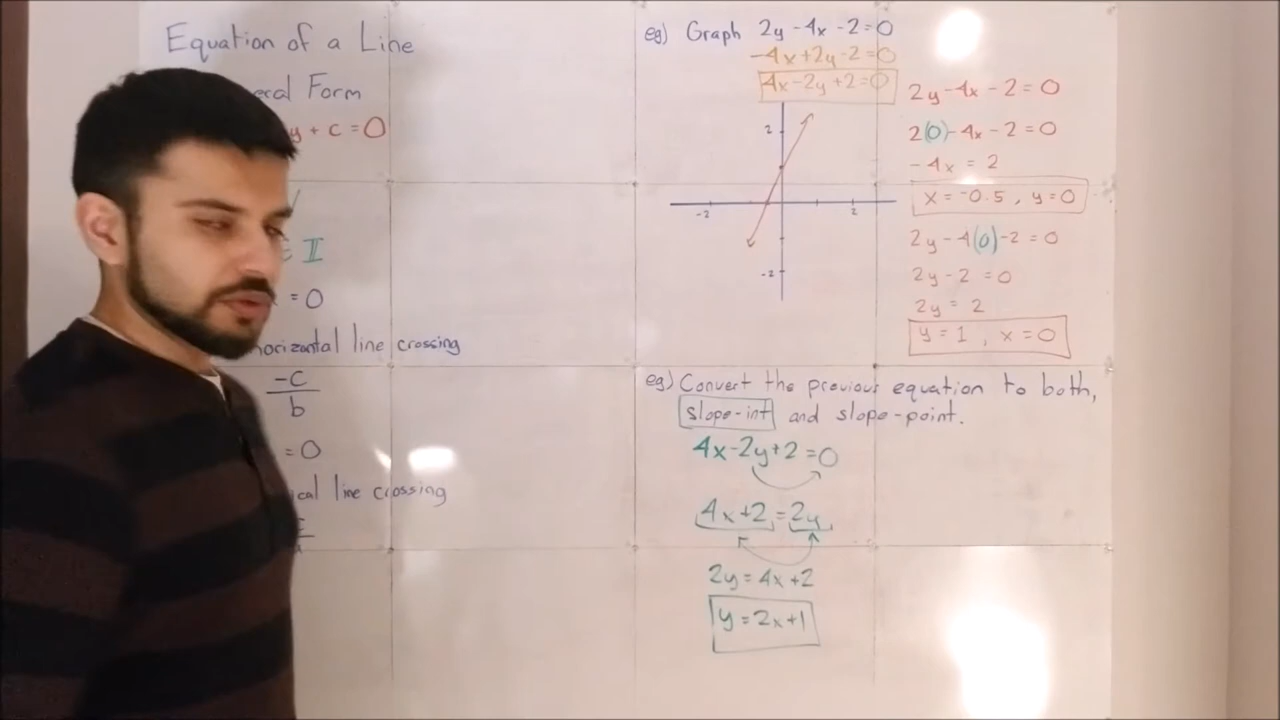 Equation of a Line
eral Form
y + c = 0
E II
= 0
horizontal line crossing
-c
b
= 0
ical line crossing
eg) Graph 2y - 4x - 2 = 0
-4x + 2y - 2 = 0
4x - 2y + 2 = 0
2
-2
2
-2
2y - 4x - 2 = 0
2(0) - 4x - 2 = 0
-4x = 2
x = -0.5 , y = 0
2y - 4(0) - 2 = 0
2y - 2 = 0
2y = 2
y = 1 , x = 0
eg) Convert the previous equation to both,
slope-int and slope-point.
4x - 2y + 2 = 0
4x + 2 = 2y
2y = 4x + 2
y = 2x + 1